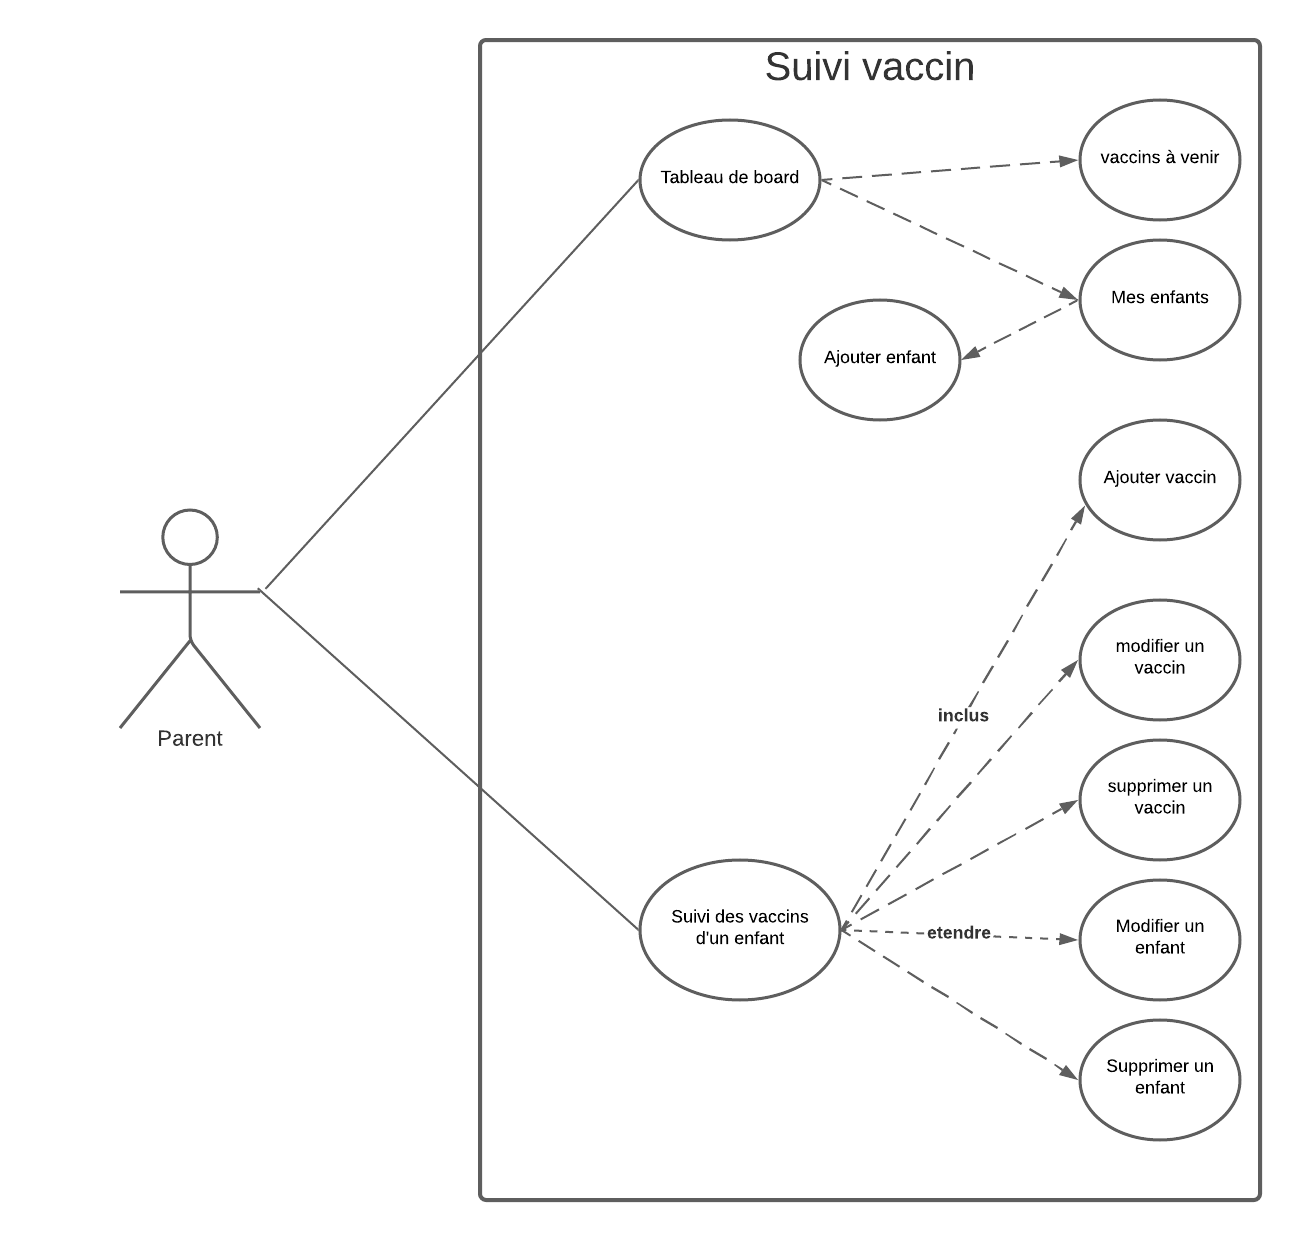 Suivi vaccin
Tableau de board
vaccins à venir
Mes enfants
Ajouter enfant
Ajouter vaccin
modifier un
vaccin
inclus
Parent
supprimer un
vaccin
Suivi des vaccins
d'un enfant
etendre
Modifier un
enfant
Supprimer un
enfant